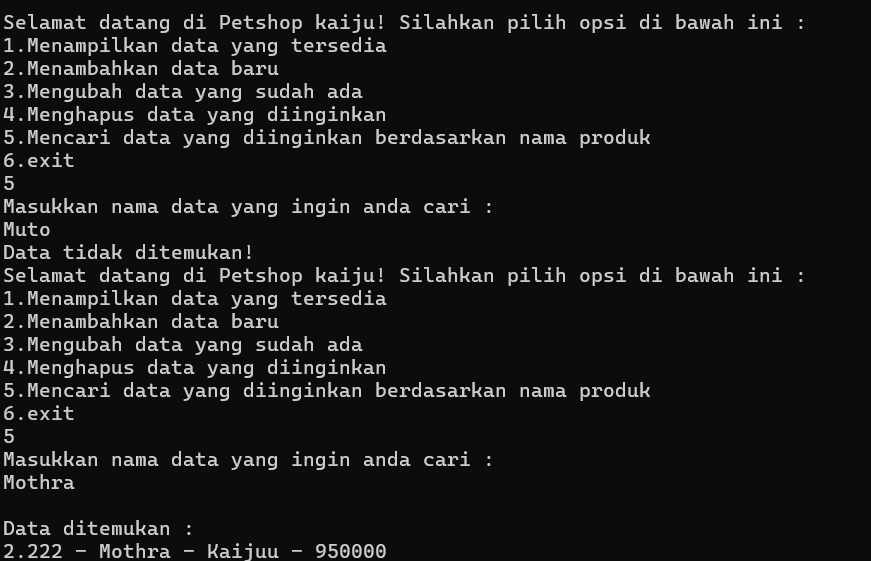 Selamat datang di Petshop kaiju! Silahkan pilih opsi di bawah ini :
1.Menampilkan data yang tersedia
2.Menambahkan data baru
3.Mengubah data yang sudah ada
4.Menghapus data yang diinginkan
5.Mencari data yang diinginkan berdasarkan nama produk
6.exit
5
Masukkan nama data yang ingin anda cari :
Muto
Data tidak ditemukan!
Selamat datang di Petshop kaiju! Silahkan pilih opsi di bawah ini :
1.Menampilkan data yang tersedia
2.Menambahkan data baru
3.Mengubah data yang sudah ada
4.Menghapus data yang diinginkan
5.Mencari data yang diinginkan berdasarkan nama produk
6.exit
5
Masukkan nama data yang ingin anda cari :
Mothra
Data ditemukan :
2.222 - Mothra - Kaijuu - 950000